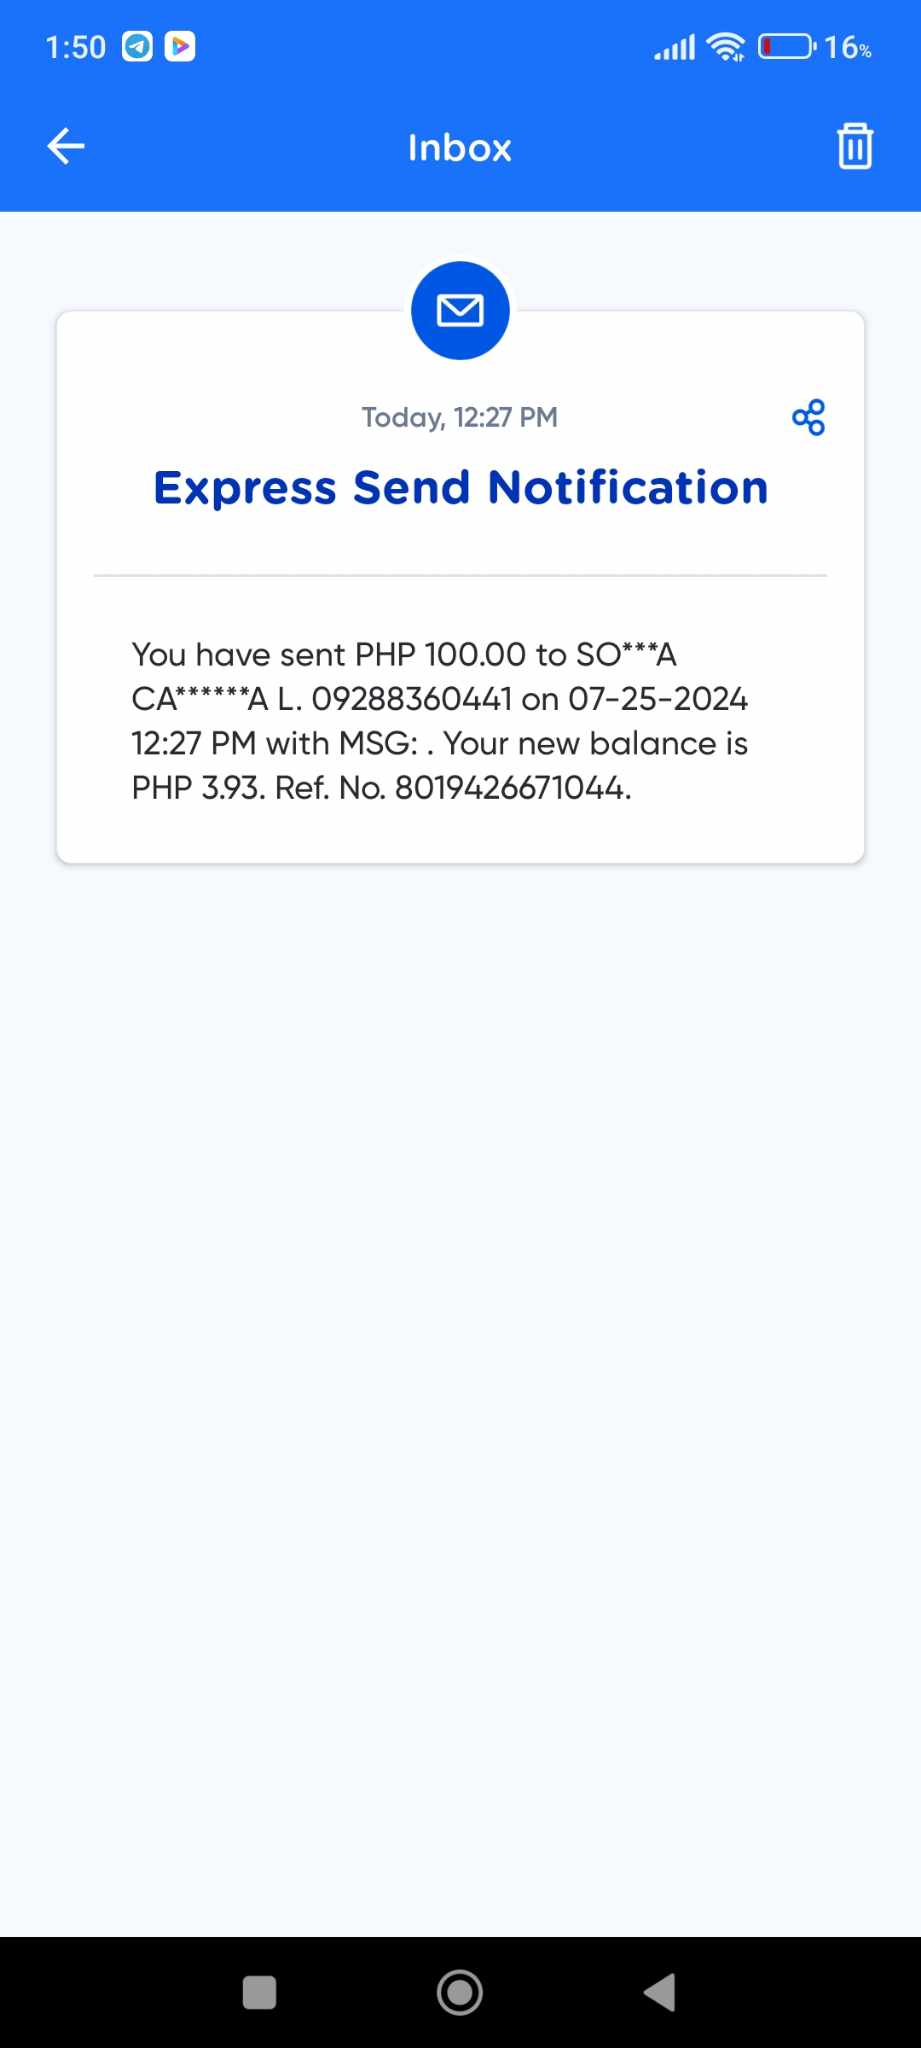 1:50
16%
Inbox
Today, 12:27 PM
Express Send Notification
You have sent PHP 100.00 to SO***A
CA******A L. 09288360441 on 07-25-2024
12:27 PM with MSG: . Your new balance is
PHP 3.93. Ref. No. 8019426671044.